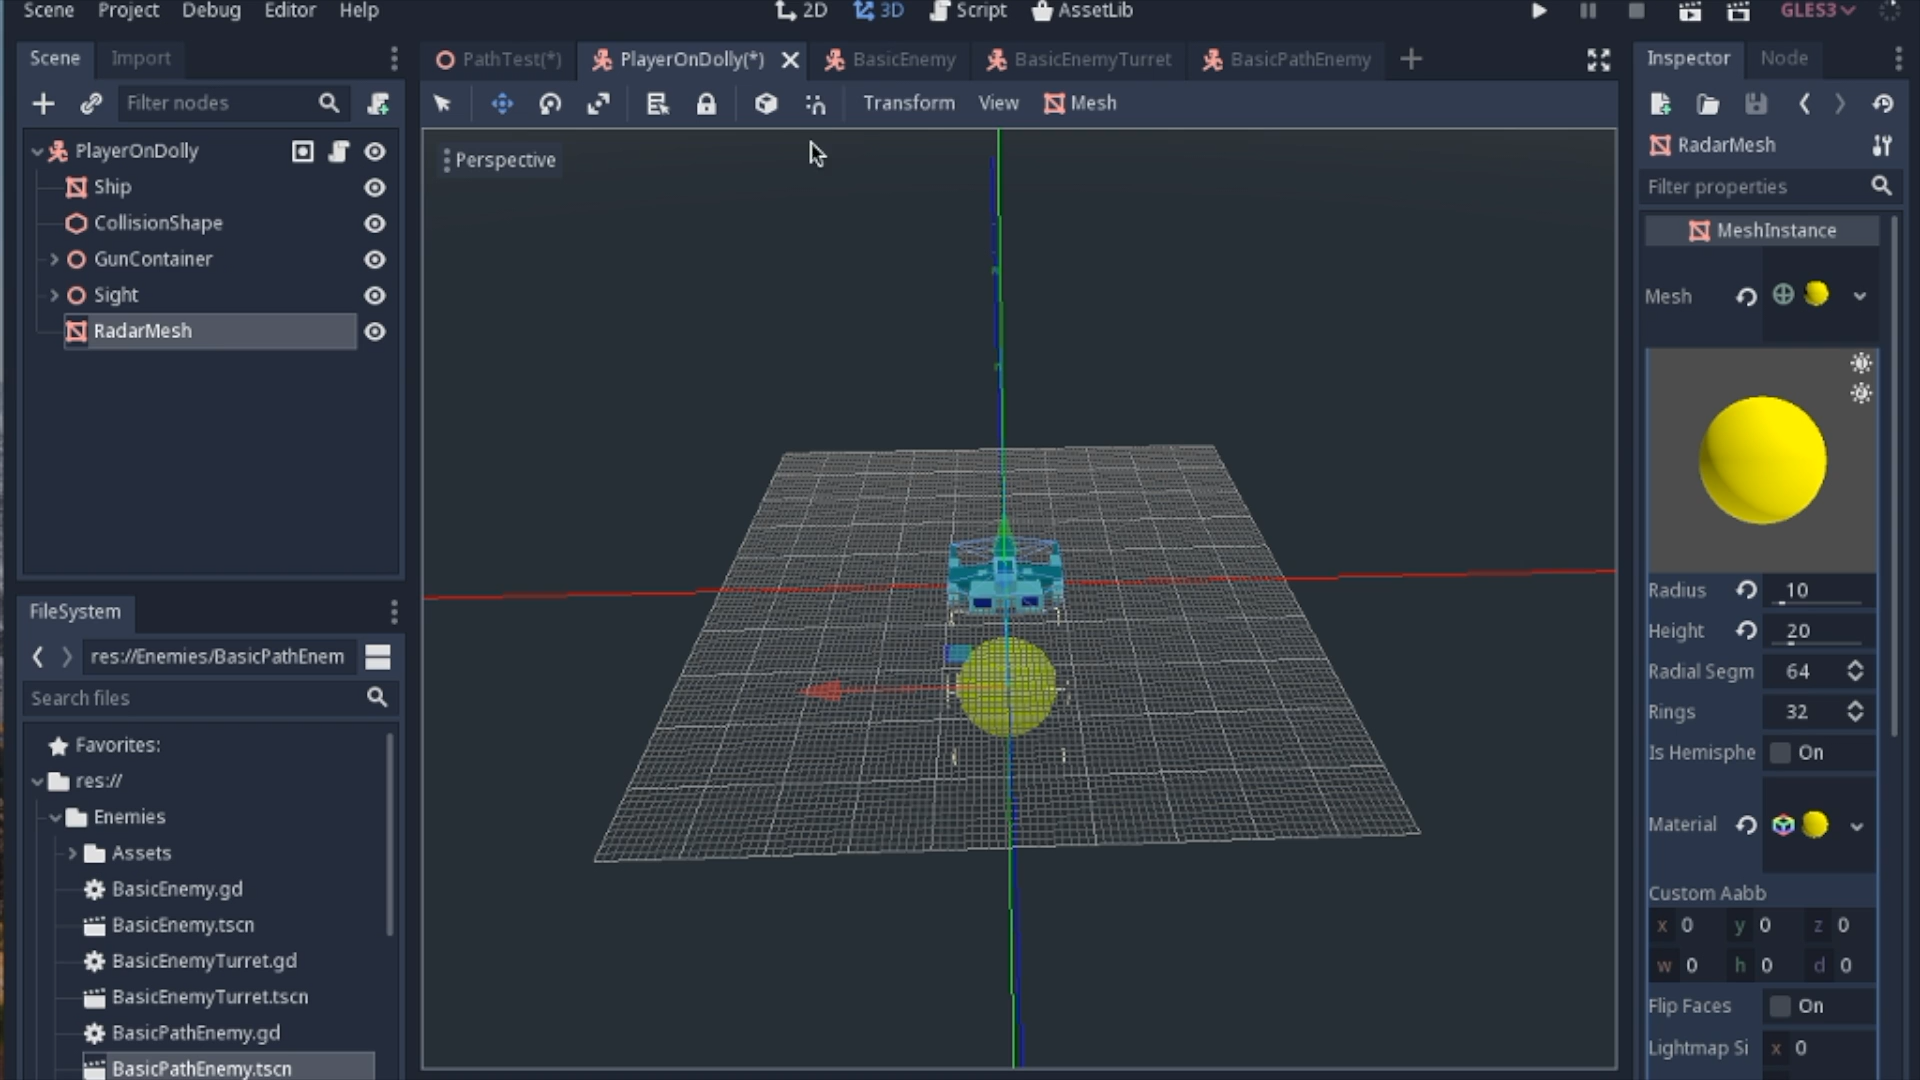 Scene Project Debug Editor Help 2D 3D Script AssetLib GLES3
Scene Import
PathTest(*) PlayerOnDolly(*) BasicEnemy BasicEnemyTurret BasicPathEnemy
Inspector Node
Filter nodes
Transform View Mesh
PlayerOnDolly
Ship
CollisionShape
GunContainer
Sight
RadarMesh
Perspective
RadarMesh
Filter properties
MeshInstance
Mesh
Radius 10
Height 20
Radial Segm 64
Rings 32
Is Hemisphe On
Material
Custom Aabb
x 0 y 0 z 0
w 0 h 0 d 0
Flip Faces On
Lightmap Si x 0
FileSystem
res://Enemies/BasicPathEnem
Search files
Favorites:
res://
Enemies
Assets
BasicEnemy.gd
BasicEnemy.tscn
BasicEnemyTurret.gd
BasicEnemyTurret.tscn
BasicPathEnemy.gd
BasicPathEnemy.tscn